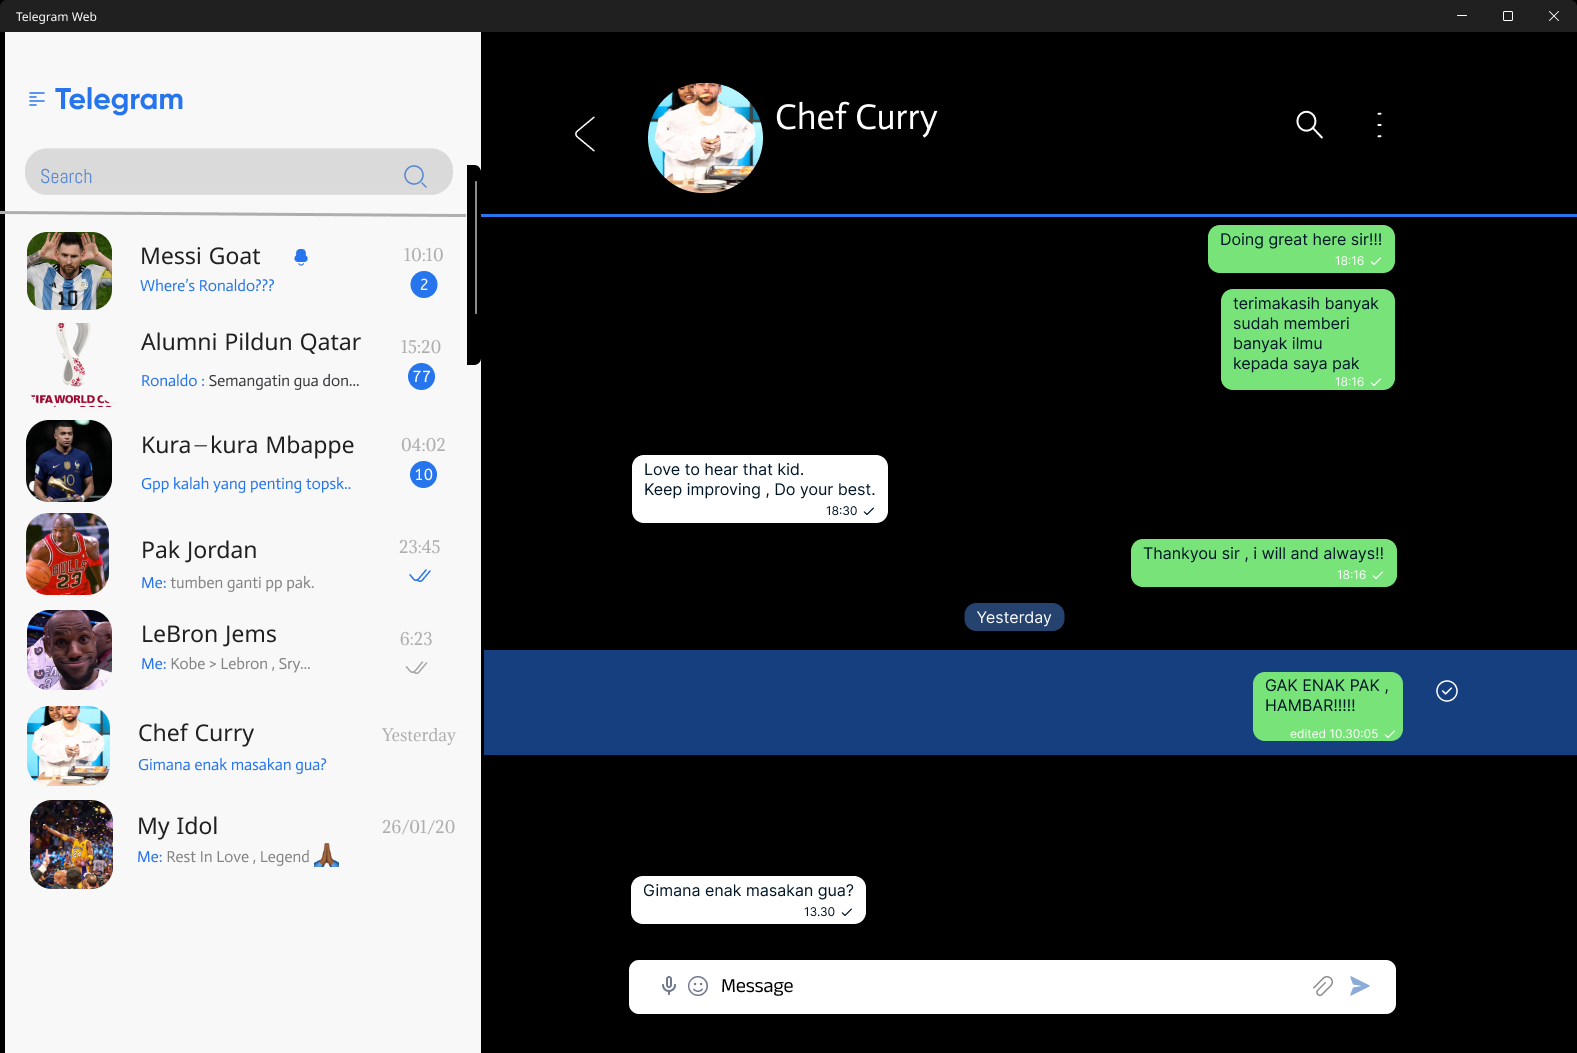 Telegram Web
Telegram
Search
Messi Goat
10:10
Where's Ronaldo???
2
10
Alumni Pildun Qatar
15:20
Ronaldo : Semangatin gua don...
77
FIFA WORLD CU
Kura-kura Mbappe
04:02
Gpp kalah yang penting topsk..
10
10
Pak Jordan
23:45
Me: tumben ganti pp pak.
BULLS
23
LeBron Jems
6:23
Me: Kobe > Lebron , Sry...
Chef Curry
Yesterday
Gimana enak masakan gua?
My Idol
26/01/20
Me: Rest In Love , Legend 🙏🏾
Chef Curry
Doing great here sir!!!
18:16
terimakasih banyak
sudah memberi
banyak ilmu
kepada saya pak
18:16
Love to hear that kid.
Keep improving , Do your best.
18:30
Thankyou sir , i will and always!!
18:16
Yesterday
GAK ENAK PAK ,
HAMBAR!!!!!
edited 10.30:05
Gimana enak masakan gua?
13.30
Message